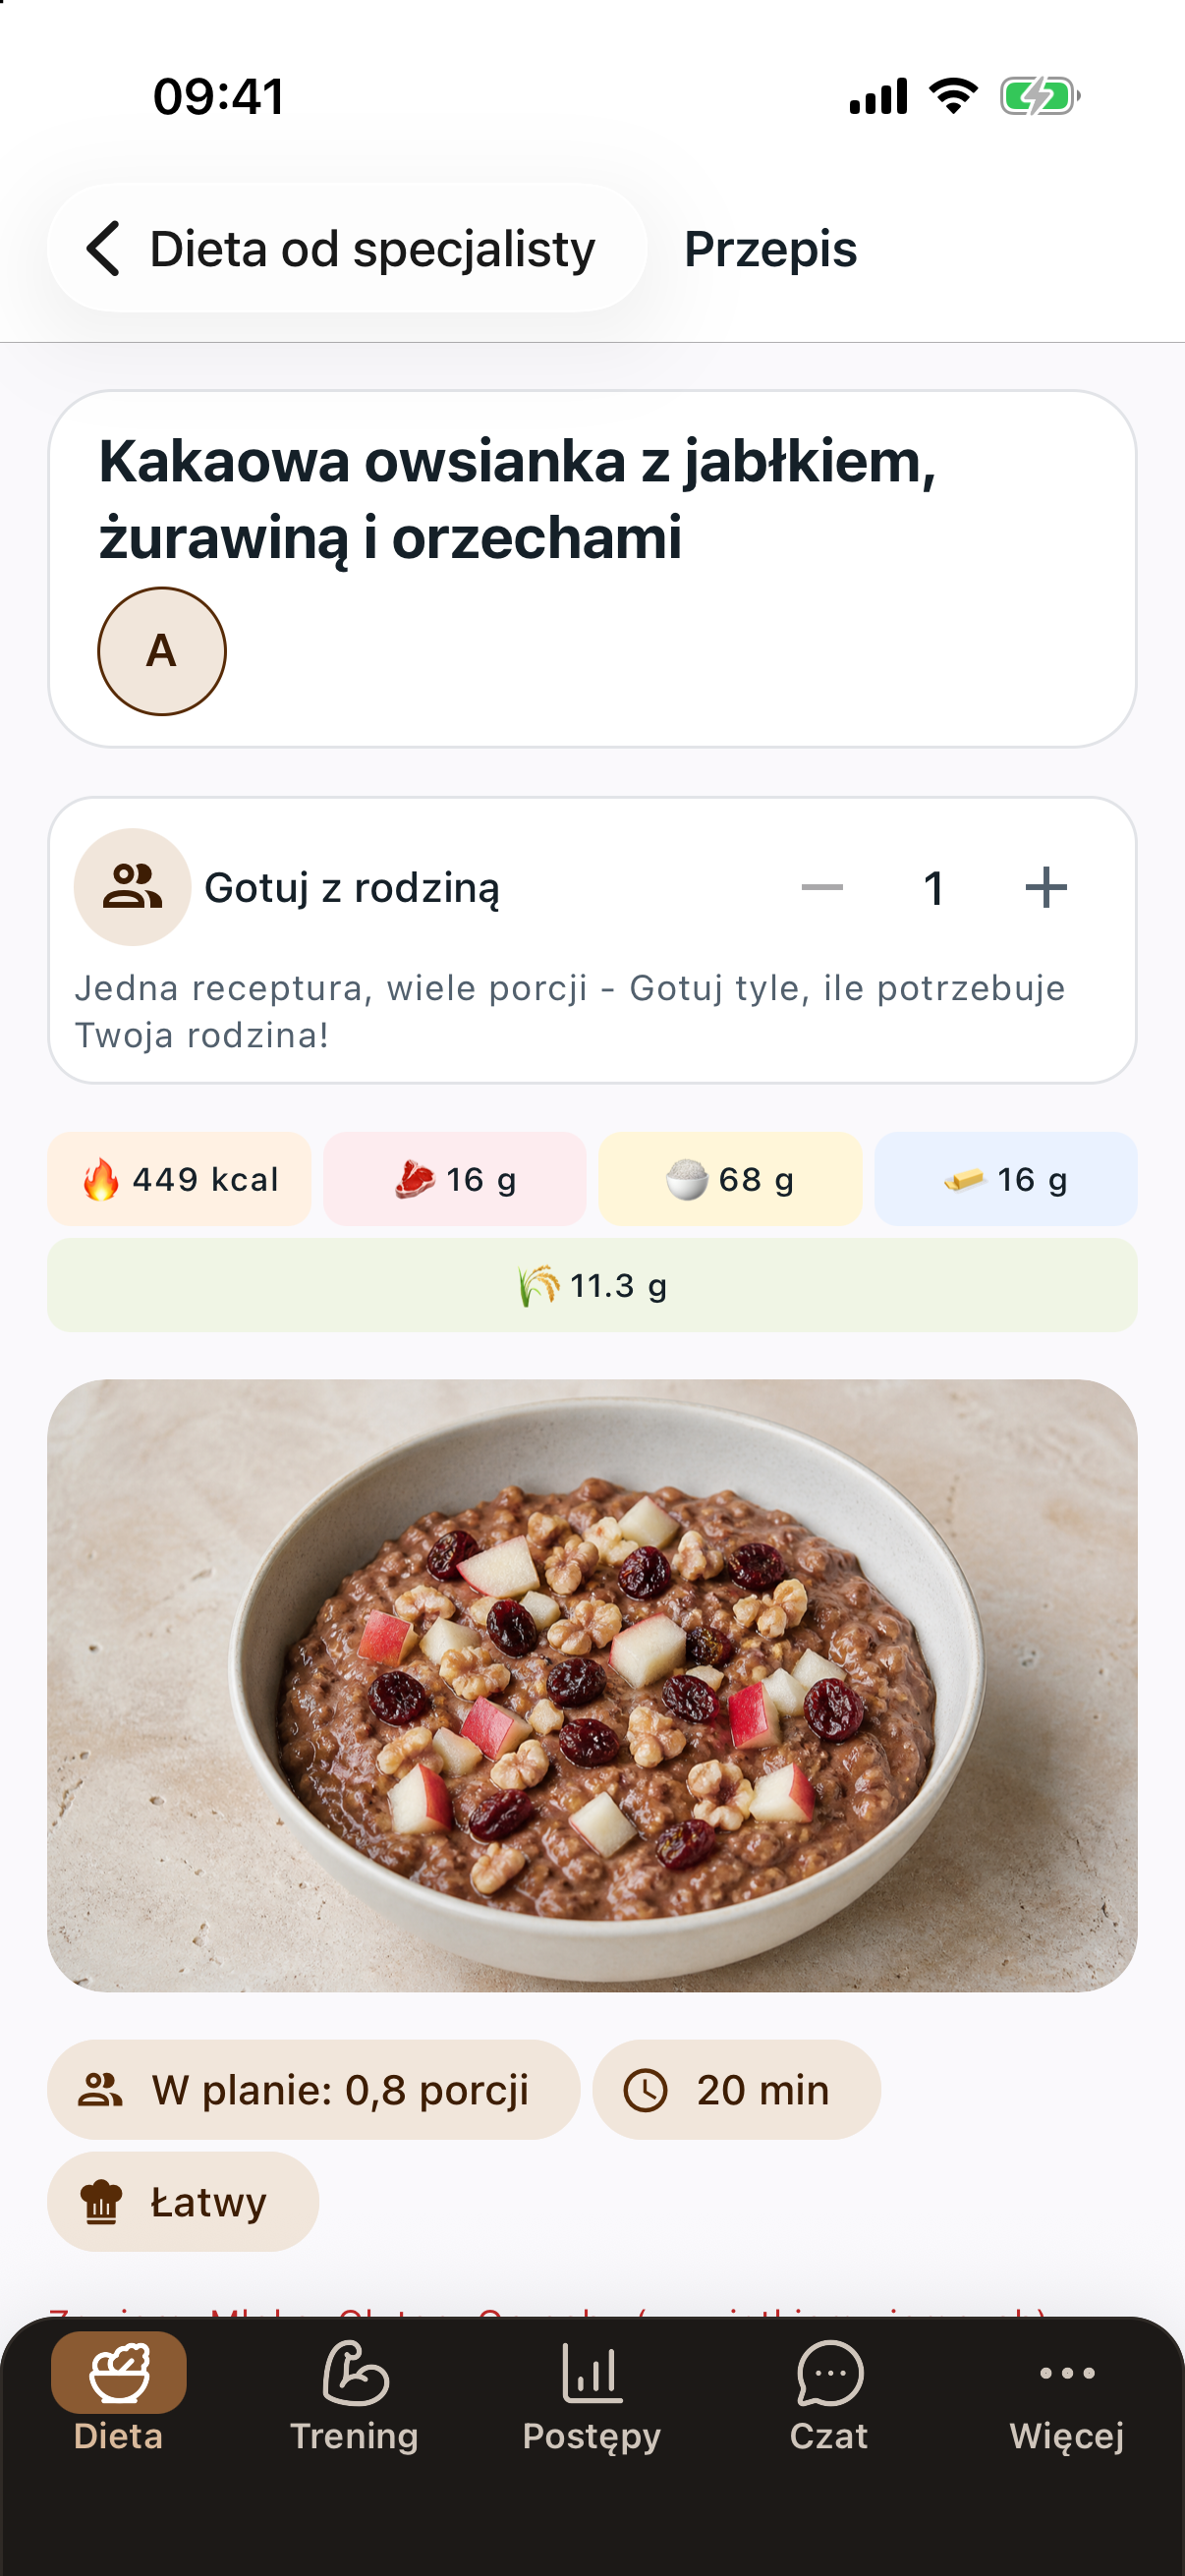 09:41
Dieta od specjalisty
Przepis
Kakaowa owsianka z jabłkiem,
żurawiną i orzechami
A
Gotuj z rodziną
1
Jedna receptura, wiele porcji - Gotuj tyle, ile potrzebuje
Twoja rodzina!
449 kcal
16 g
68 g
16 g
11.3 g
W planie: 0,8 porcji
20 min
Łatwy
Dieta
Trening
Postępy
Czat
Więcej